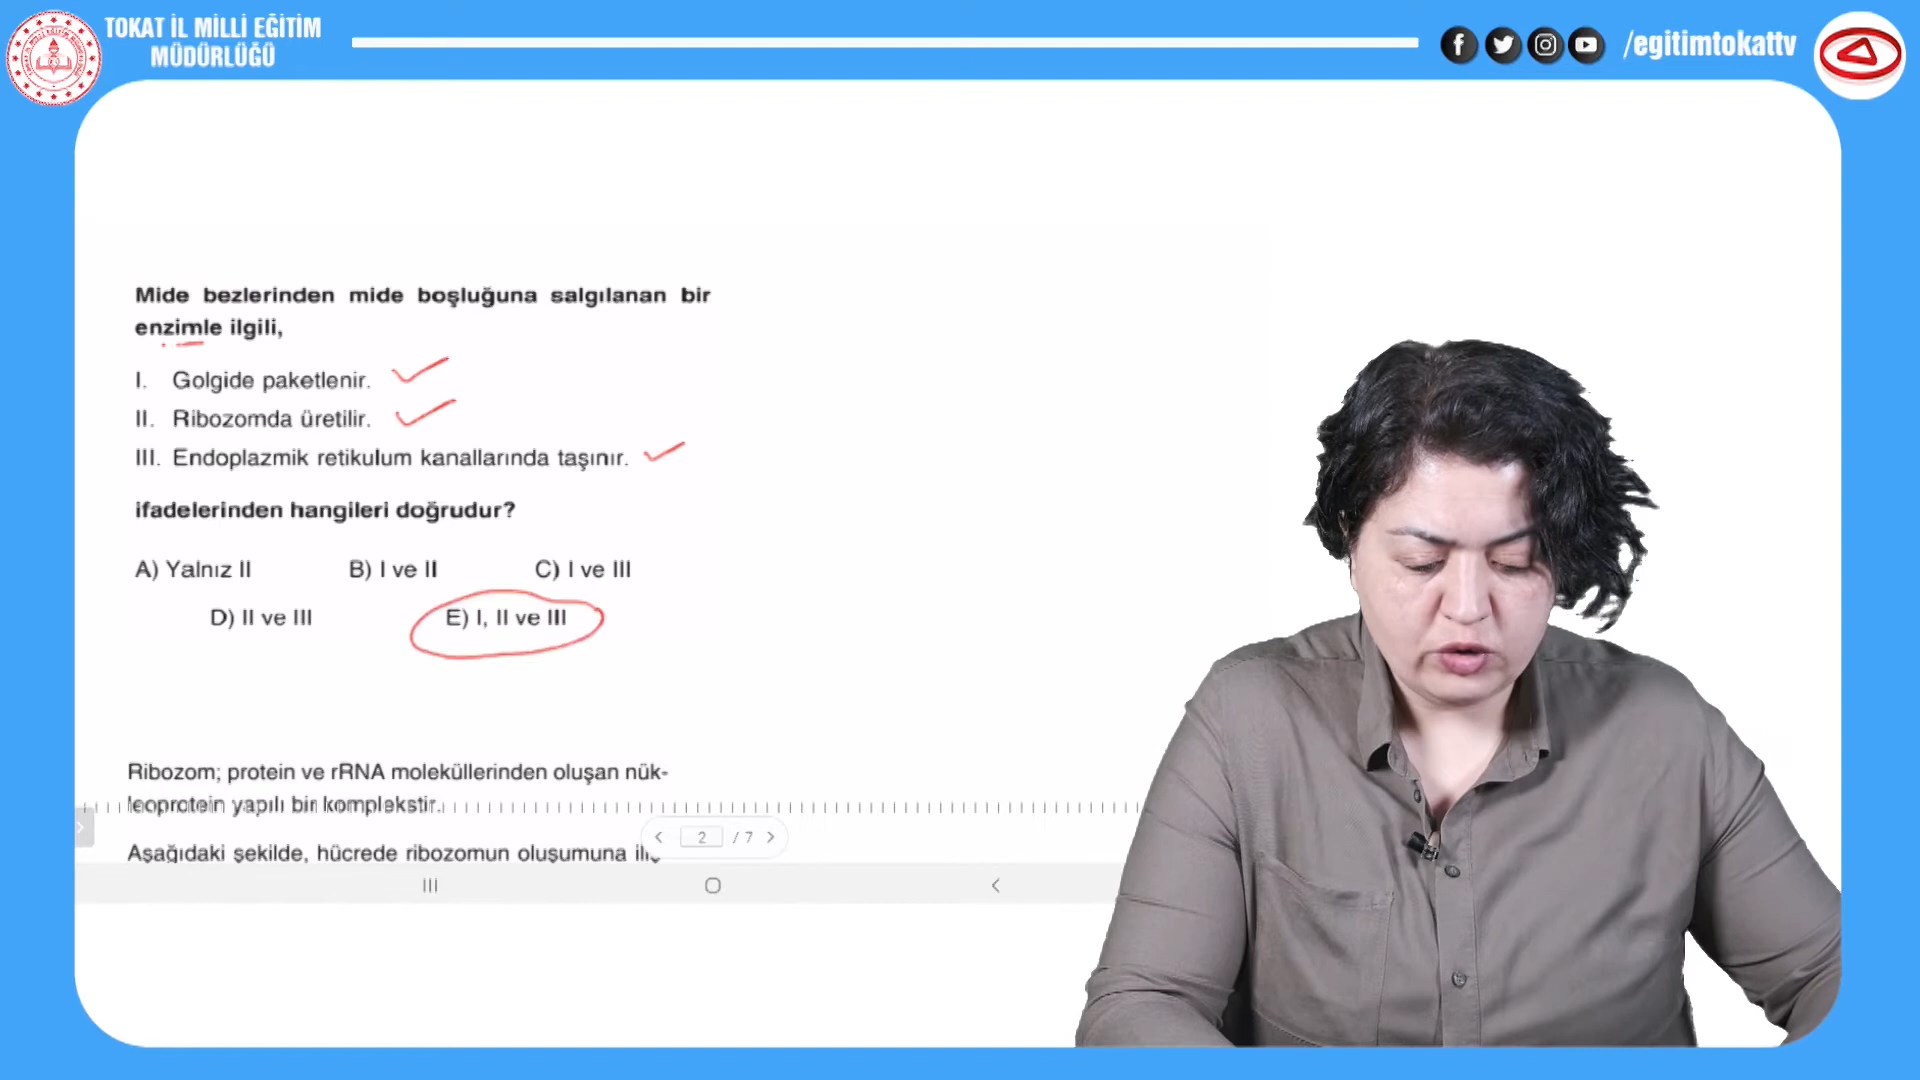 TOKAT İL MİLLİ EĞİTİM
MÜDÜRLÜĞÜ
/egitimtokattv
Mide bezlerinden mide boşluğuna salgılanan bir
enzimle ilgili,
I. Golgide paketlenir.
II. Ribozomda üretilir.
III. Endoplazmik retikulum kanallarında taşınır.
ifadelerinden hangileri doğrudur?
A) Yalnız II B) I ve II C) I ve III
D) II ve III E) I, II ve III
Ribozom; protein ve rRNA moleküllerinden oluşan nük-
leoprotein yapılı bir komplekstir.
2 / 7
Aşağıdaki şekilde, hücrede ribozomun oluşumuna